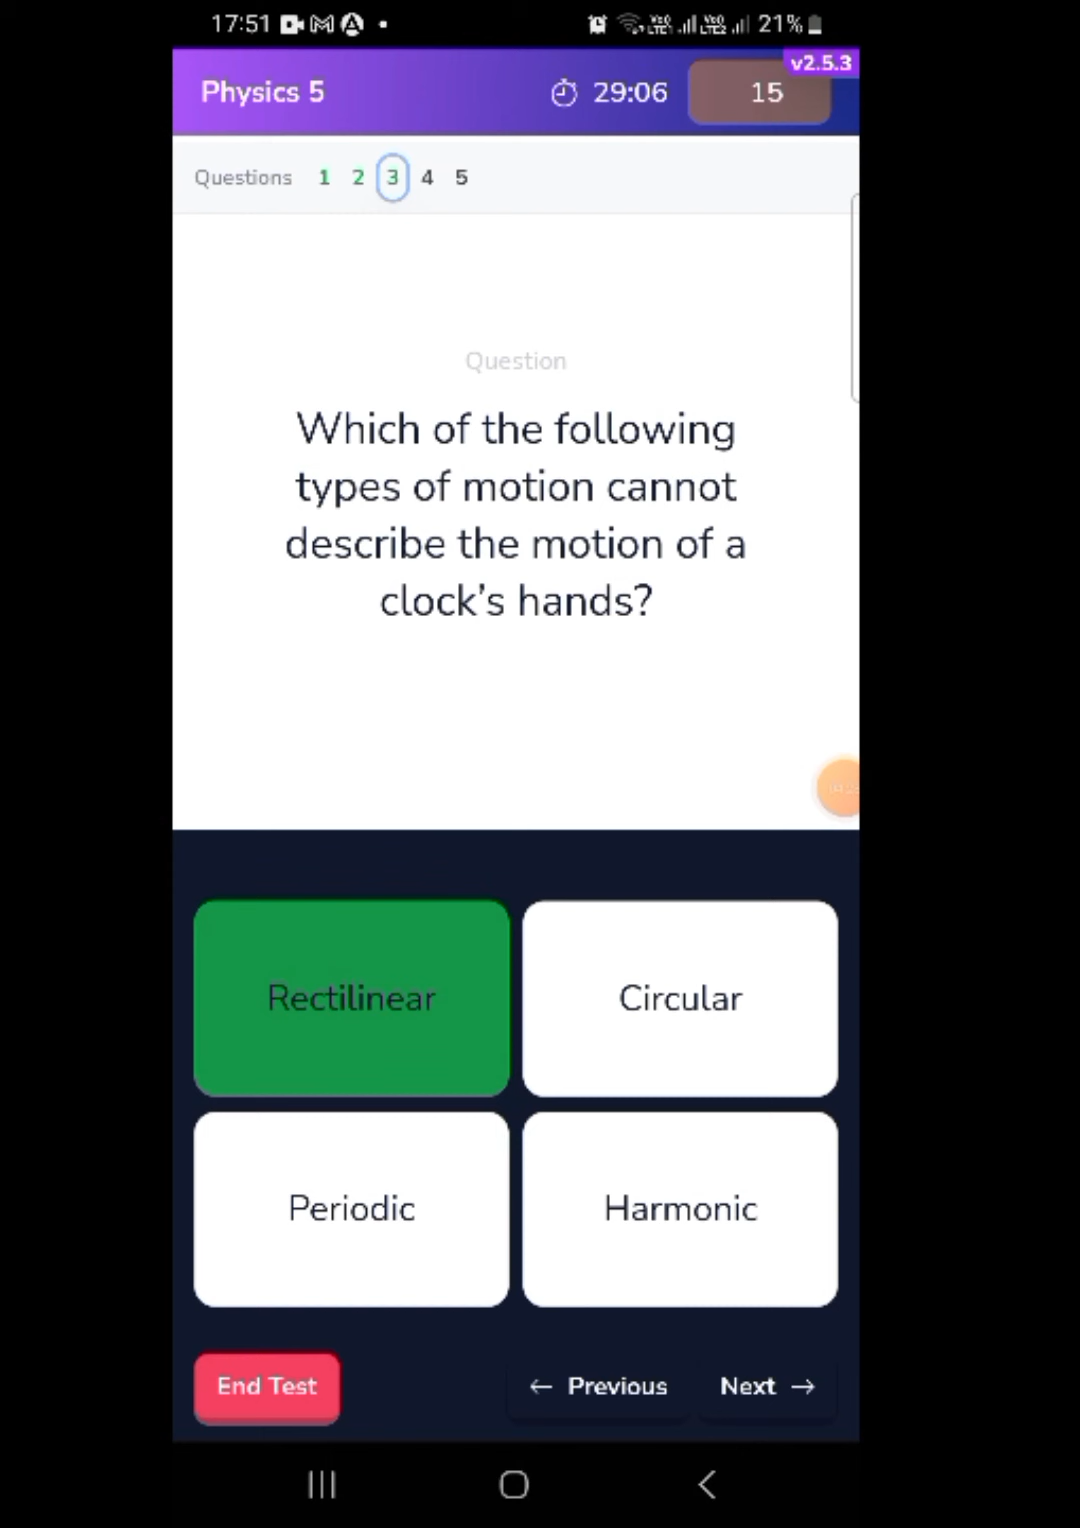 17:51
21%
v2.5.3
Physics 5
29:06
15
Questions 1 2 3 4 5
Question
Which of the following
types of motion cannot
describe the motion of a
clock’s hands?
Rectilinear
Circular
Periodic
Harmonic
End Test
← Previous
Next →